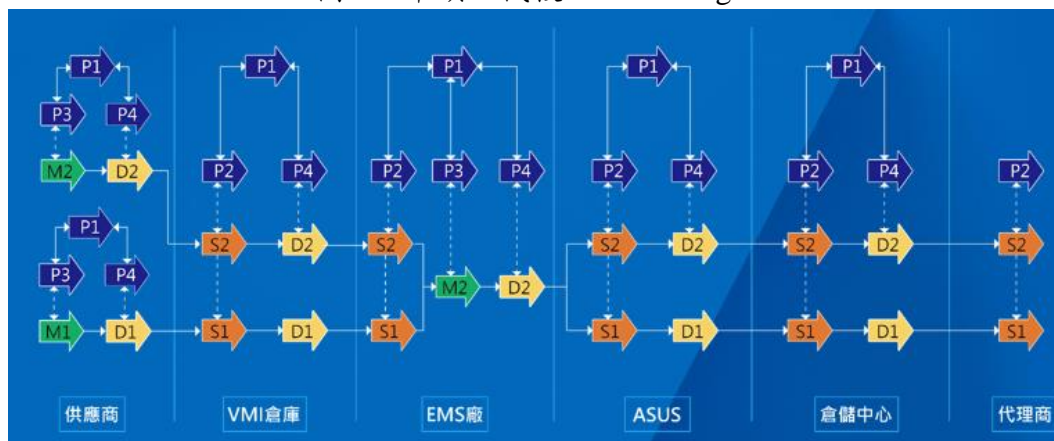 P1 P1 P1 P1 P1
P3 P4
M2 D2 P2 P4 P2 P3 P4 P2 P4 P2 P4 P2
P1
S2 D2 S2 S2 D2 S2 D2 S2
P3 P4 M2 D2
M1 D1 S1 D1 S1 S1 D1 S1 D1 S1
供應商 VMI倉庫 EMS廠 ASUS 倉儲中心 代理商